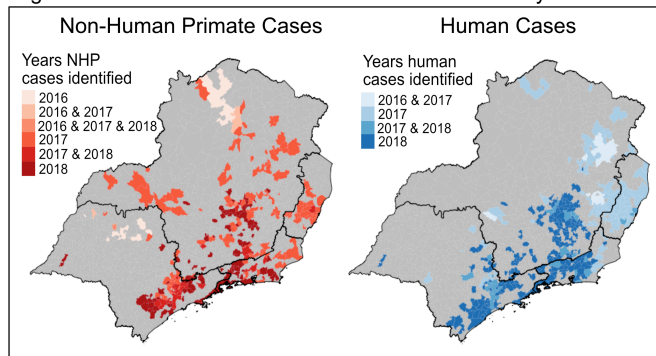 Non-Human Primate Cases
Human Cases
Years NHP
cases identified
2016
2016 & 2017
2016 & 2017 & 2018
2017
2017 & 2018
2018
Years human
cases identified
2016 & 2017
2017
2017 & 2018
2018